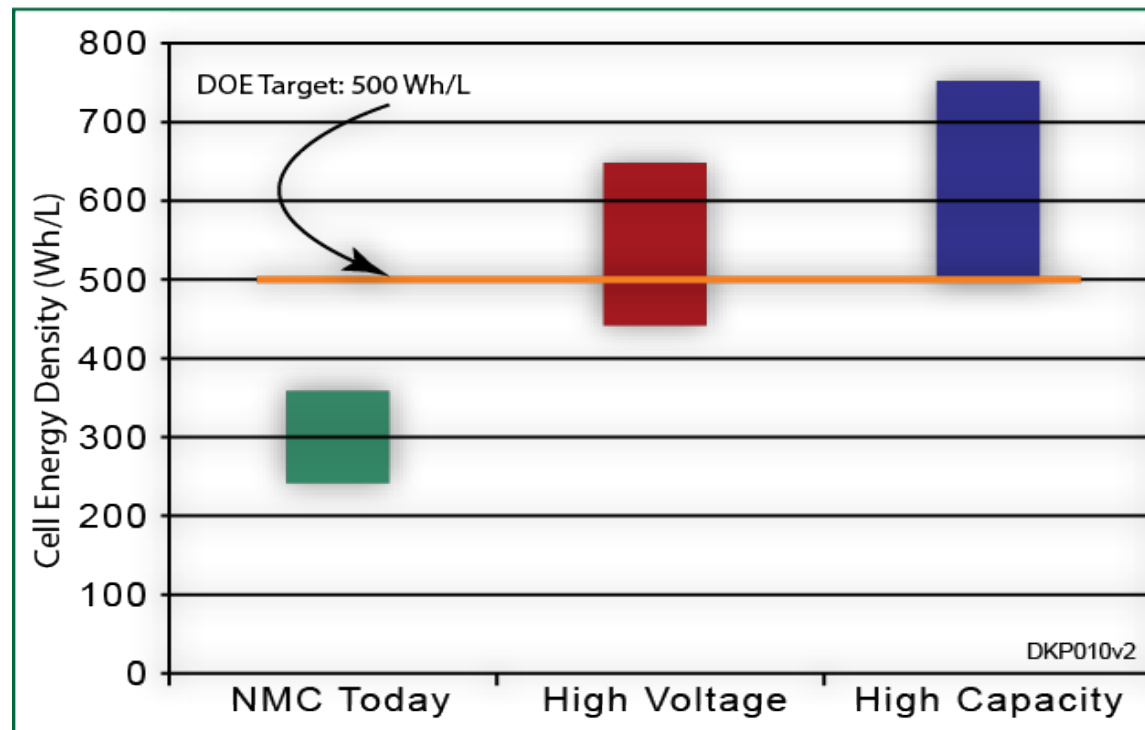 800
DOE Target: 500 Wh/L
700
600
500
400
300
200
100
0
Cell Energy Density (Wh/L)
DKP010v2
NMC Today High Voltage High Capacity